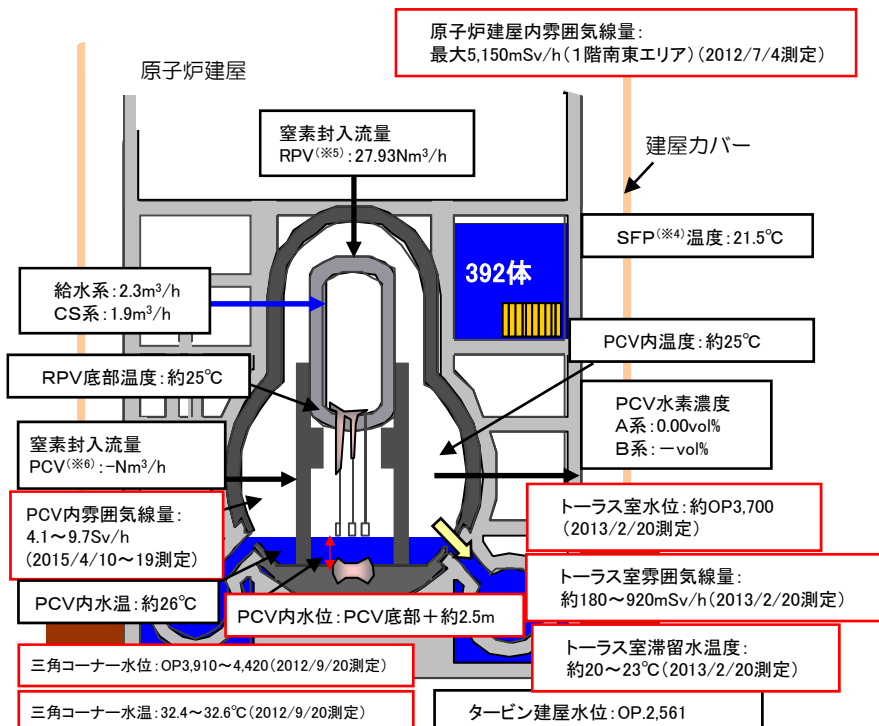 原子炉建屋内雰囲気線量:
最大5,150mSv/h(1階南東エリア)(2012/7/4測定)
原子炉建屋
窒素封入流量
RPV(※5):27.93Nm3/h
建屋カバー
SFP(※4)温度:21.5℃
392体
給水系:2.3m3/h
CS系:1.9m3/h
PCV内温度:約25℃
RPV底部温度:約25℃
PCV水素濃度
A系:0.00vol%
B系:-vol%
窒素封入流量
PCV(※6):-Nm3/h
PCV内雰囲気線量:
4.1~9.7Sv/h
(2015/4/10~19測定)
トーラス室水位:約OP3,700
(2013/2/20測定)
トーラス室雰囲気線量:
約180~920mSv/h(2013/2/20測定)
PCV内水温:約26℃
PCV内水位:PCV底部+約2.5m
トーラス室滞留水温度:
約20~23℃(2013/2/20測定)
三角コーナー水位:OP3,910~4,420(2012/9/20測定)
三角コーナー水温:32.4~32.6℃(2012/9/20測定)
タービン建屋水位:OP.2,561